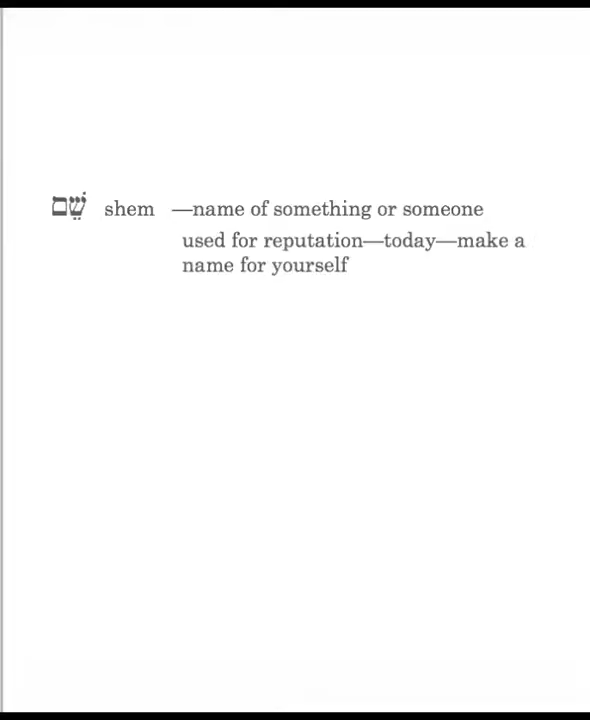 שֵׁם shem —name of something or someone
used for reputation—today—make a
name for yourself